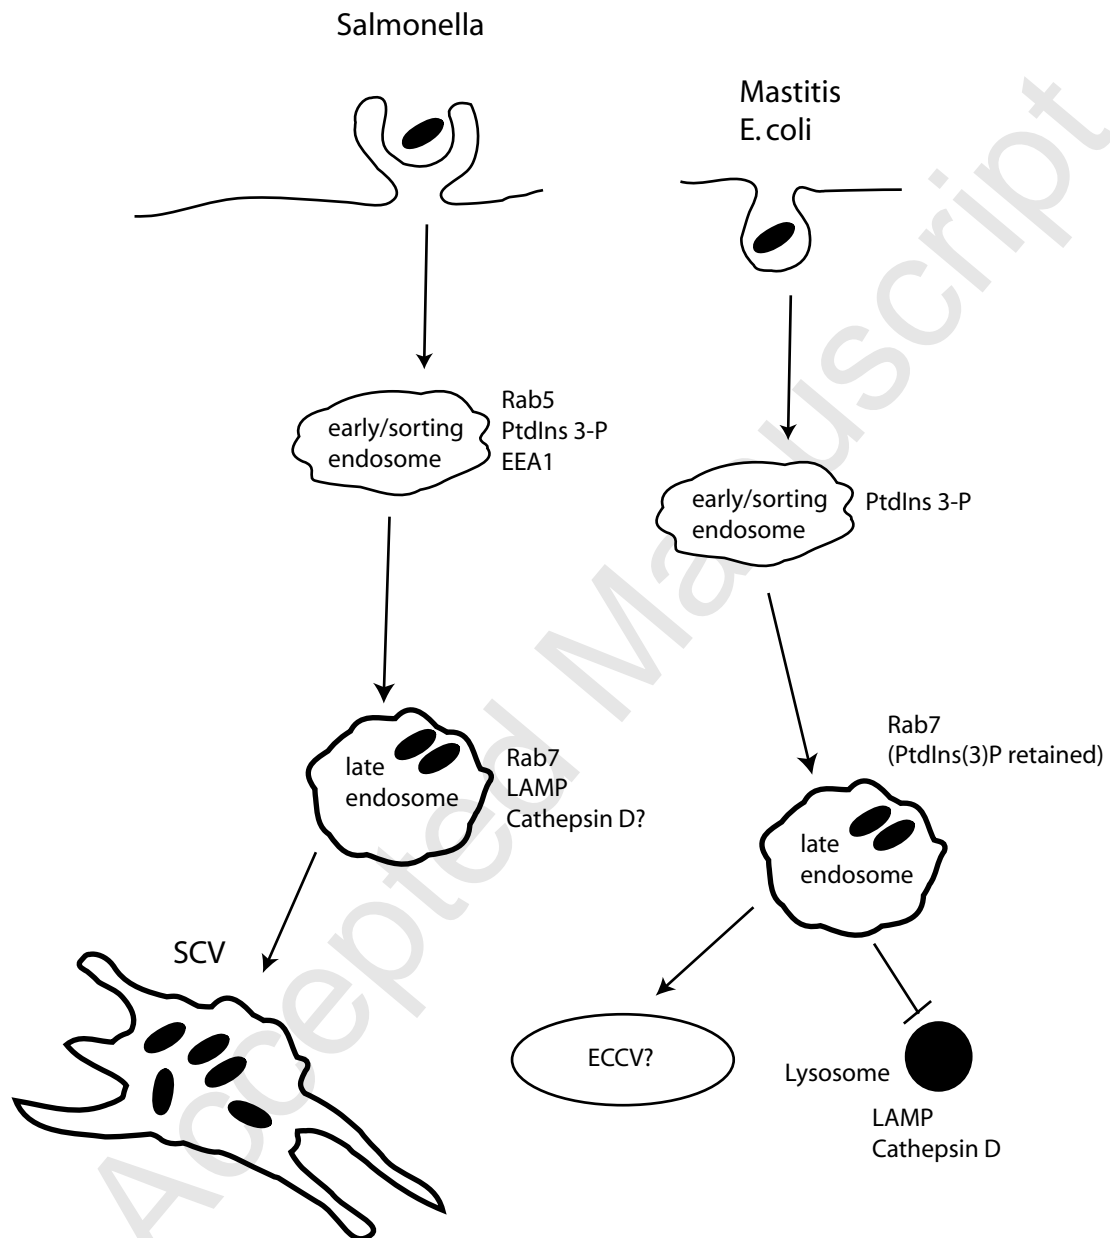 Salmonella
Mastitis
E. coli
early/sorting
endosome
Rab5
PtdIns 3-P
EEA1
early/sorting
endosome
PtdIns 3-P
late
endosome
Rab7
LAMP
Cathepsin D?
Rab7
(PtdIns(3)P retained)
late
endosome
SCV
ECCV?
Lysosome
LAMP
Cathepsin D
Accepted Manuscript